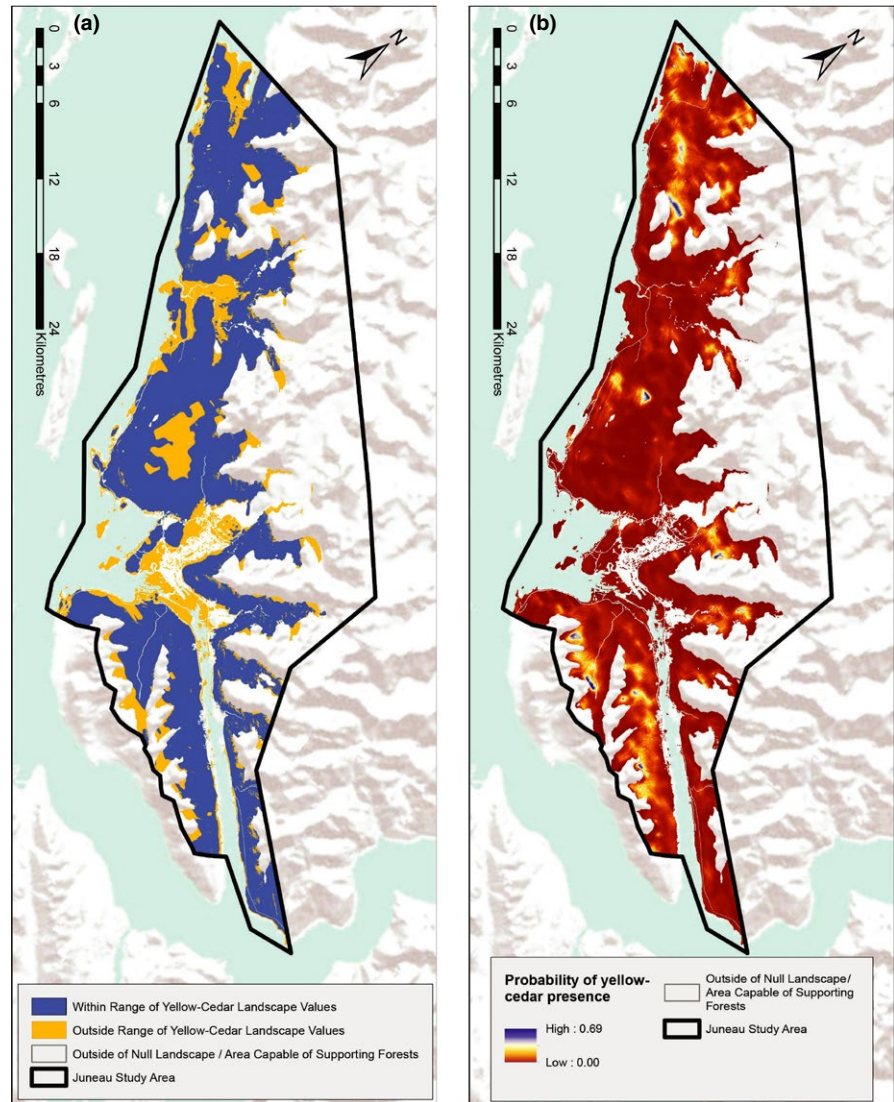 (a)
N
0
3
6
12
18
24
Kilometres
Within Range of Yellow-Cedar Landscape Values
Outside Range of Yellow-Cedar Landscape Values
Outside of Null Landscape / Area Capable of Supporting Forests
Juneau Study Area
(b)
N
0
3
6
12
18
24
Kilometres
Probability of yellow-
cedar presence
High : 0.69
Low : 0.00
Outside of Null Landscape/
Area Capable of Supporting
Forests
Juneau Study Area